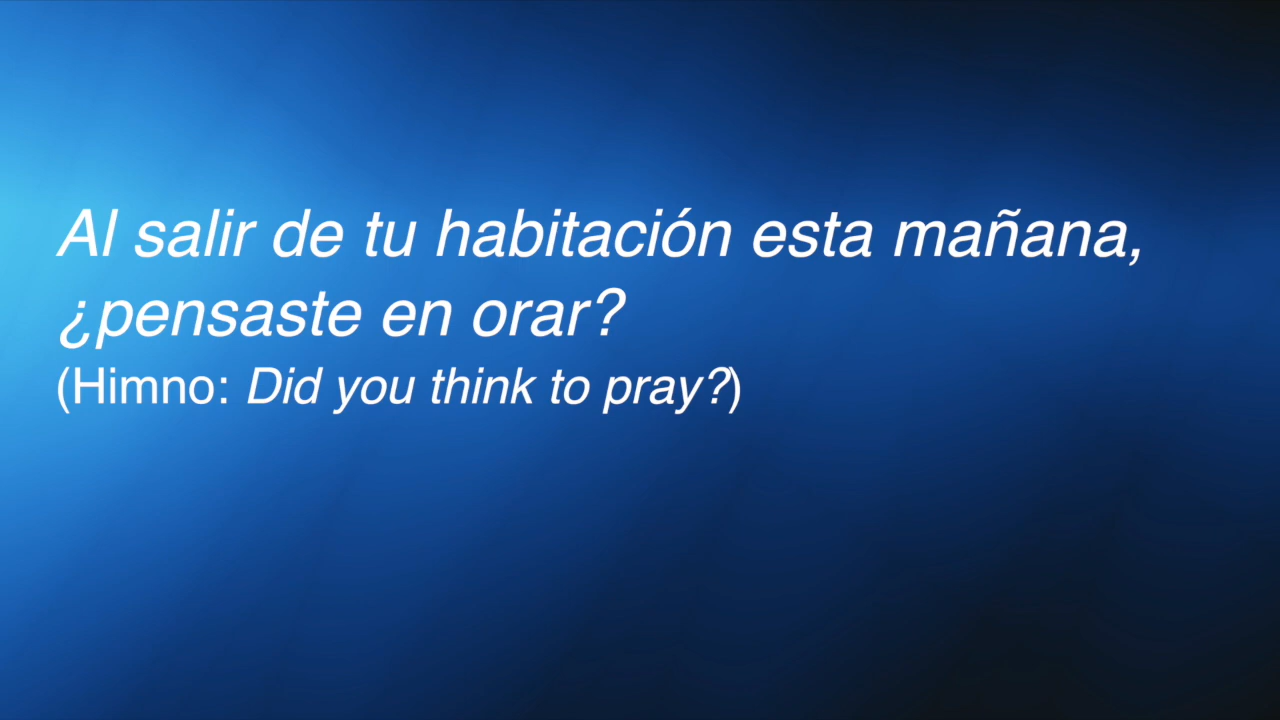 Al salir de tu habitación esta mañana,
¿pensaste en orar?
(Himno: Did you think to pray?)